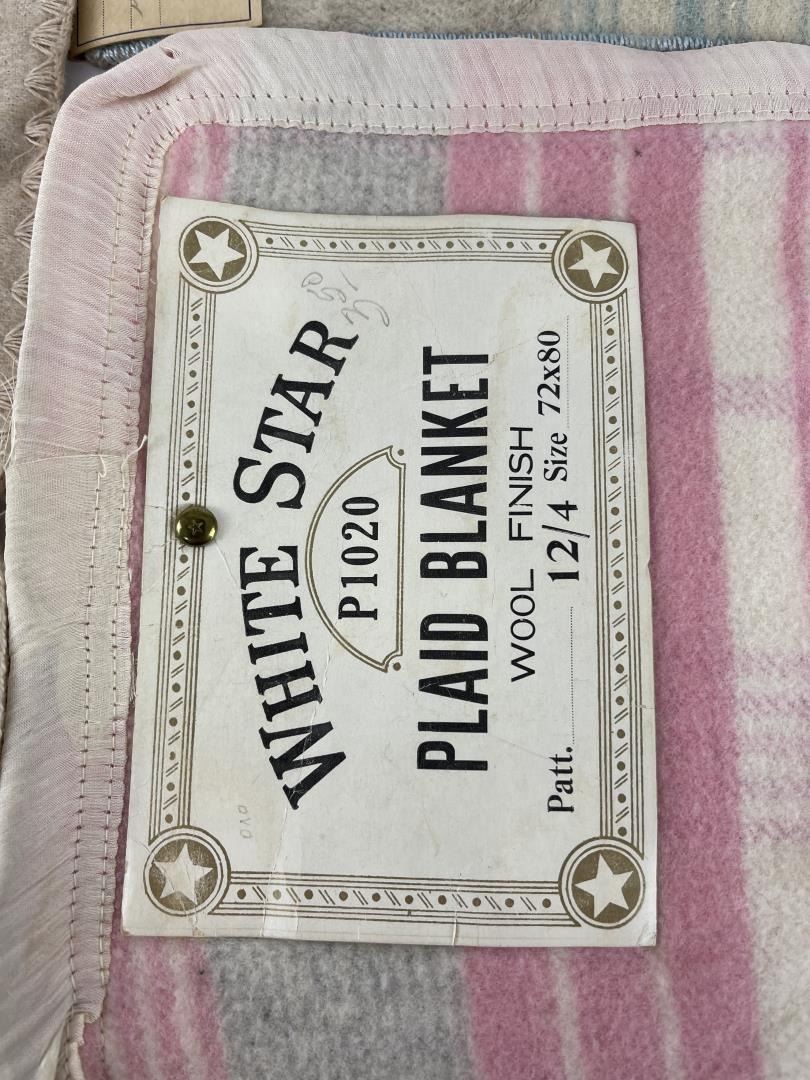 WHITE STAR
P1020
PLAID BLANKET
WOOL FINISH
Patt. 12/4 Size 72x80